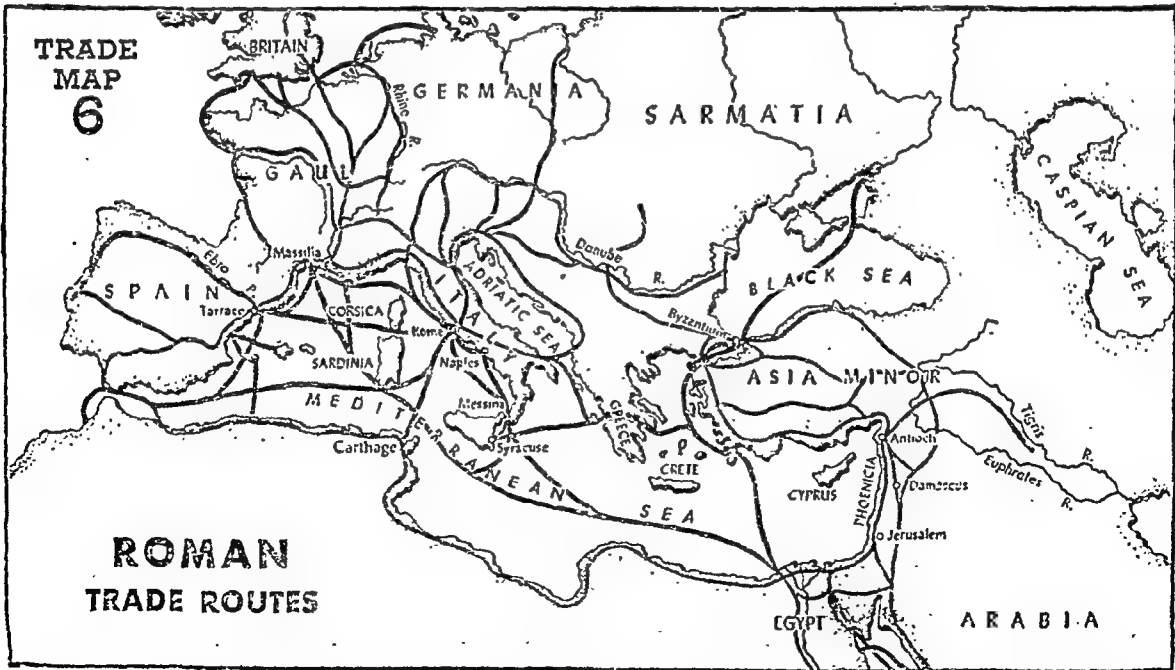 TRADE
MAP
6
BRITAIN
Rhine R.
GERMANIA
SARMATIA
GAUL
CASPIAN SEA
Massilia
Ebro
SPAIN
Tarraco
CORSICA
SARDINIA
Rome
Naples
ITALY
ADRIATIC SEA
Danube R.
BLACK SEA
Byzantium
ASIA MINOR
Messina
Syracuse
GREECE
CRETE
CYPRUS
Carthage
MEDITERRANEAN SEA
PHOENICIA
Antioch
Damascus
Jerusalem
Tigris R.
Euphrates R.
EGYPT
ARABIA
ROMAN
TRADE ROUTES